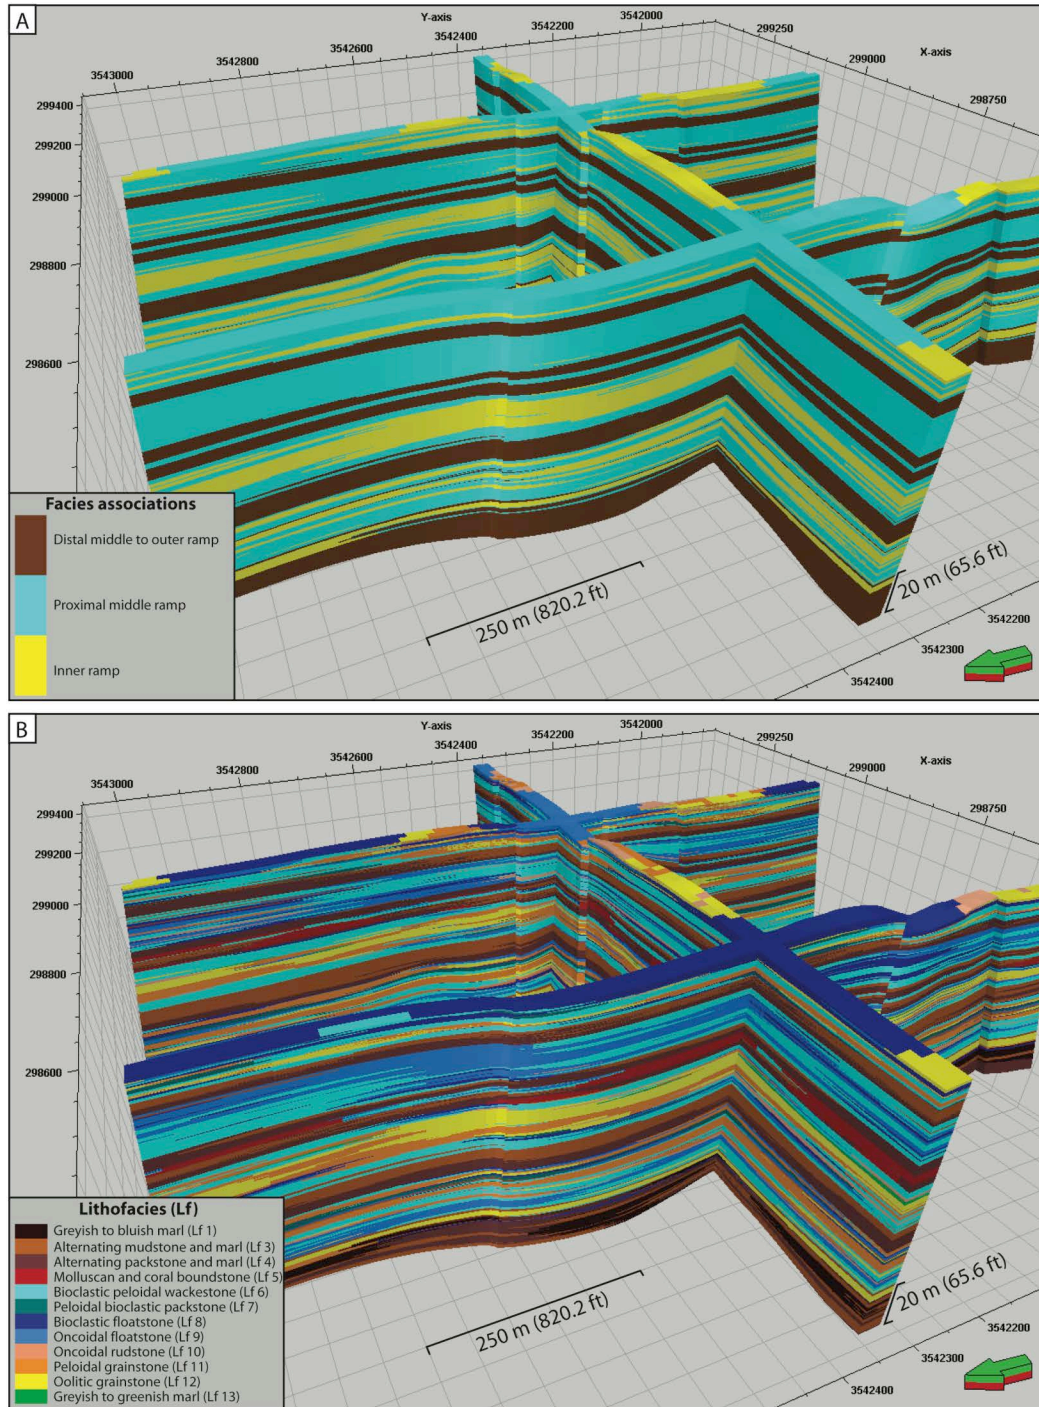 A
Y-axis
3542000
3542200
3542400
3542600
3542800
3543000
299250
X-axis
299000
298750
299400
299200
299000
298800
298600
Facies associations
Distal middle to outer ramp
Proximal middle ramp
Inner ramp
250 m (820.2 ft)
20 m (65.6 ft)
3542200
3542300
3542400
B
Y-axis
3542000
3542200
3542400
3542600
3542800
3543000
299250
X-axis
299000
298750
299400
299200
299000
298800
298600
Lithofacies (Lf)
Greyish to bluish marl (Lf 1)
Alternating mudstone and marl (Lf 3)
Alternating packstone and marl (Lf 4)
Molluscan and coral boundstone (Lf 5)
Bioclastic peloidal wackestone (Lf 6)
Peloidal bioclastic packstone (Lf 7)
Bioclastic floatstone (Lf 8)
Oncoidal floatstone (Lf 9)
Oncoidal rudstone (Lf 10)
Peloidal grainstone (Lf 11)
Oolitic grainstone (Lf 12)
Greyish to greenish marl (Lf 13)
250 m (820.2 ft)
20 m (65.6 ft)
3542200
3542300
3542400